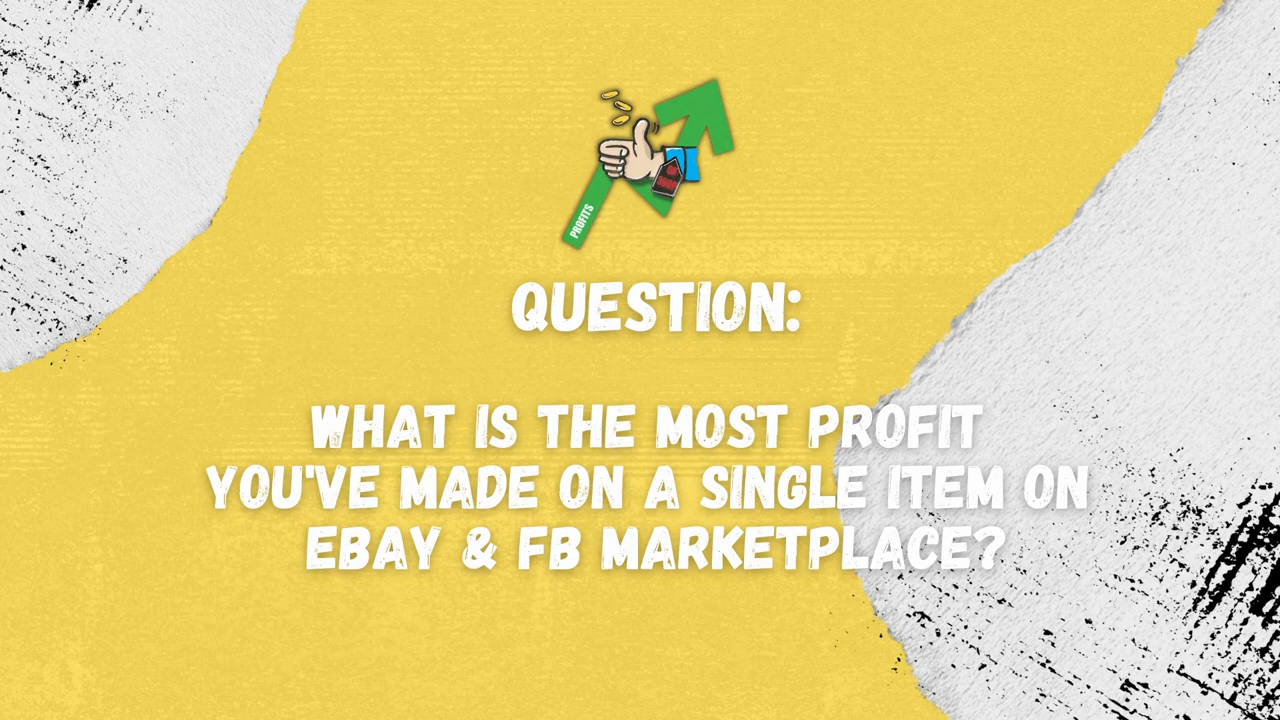 PROFITS
QUESTION:
WHAT IS THE MOST PROFIT
YOU'VE MADE ON A SINGLE ITEM ON
EBAY & FB MARKETPLACE?